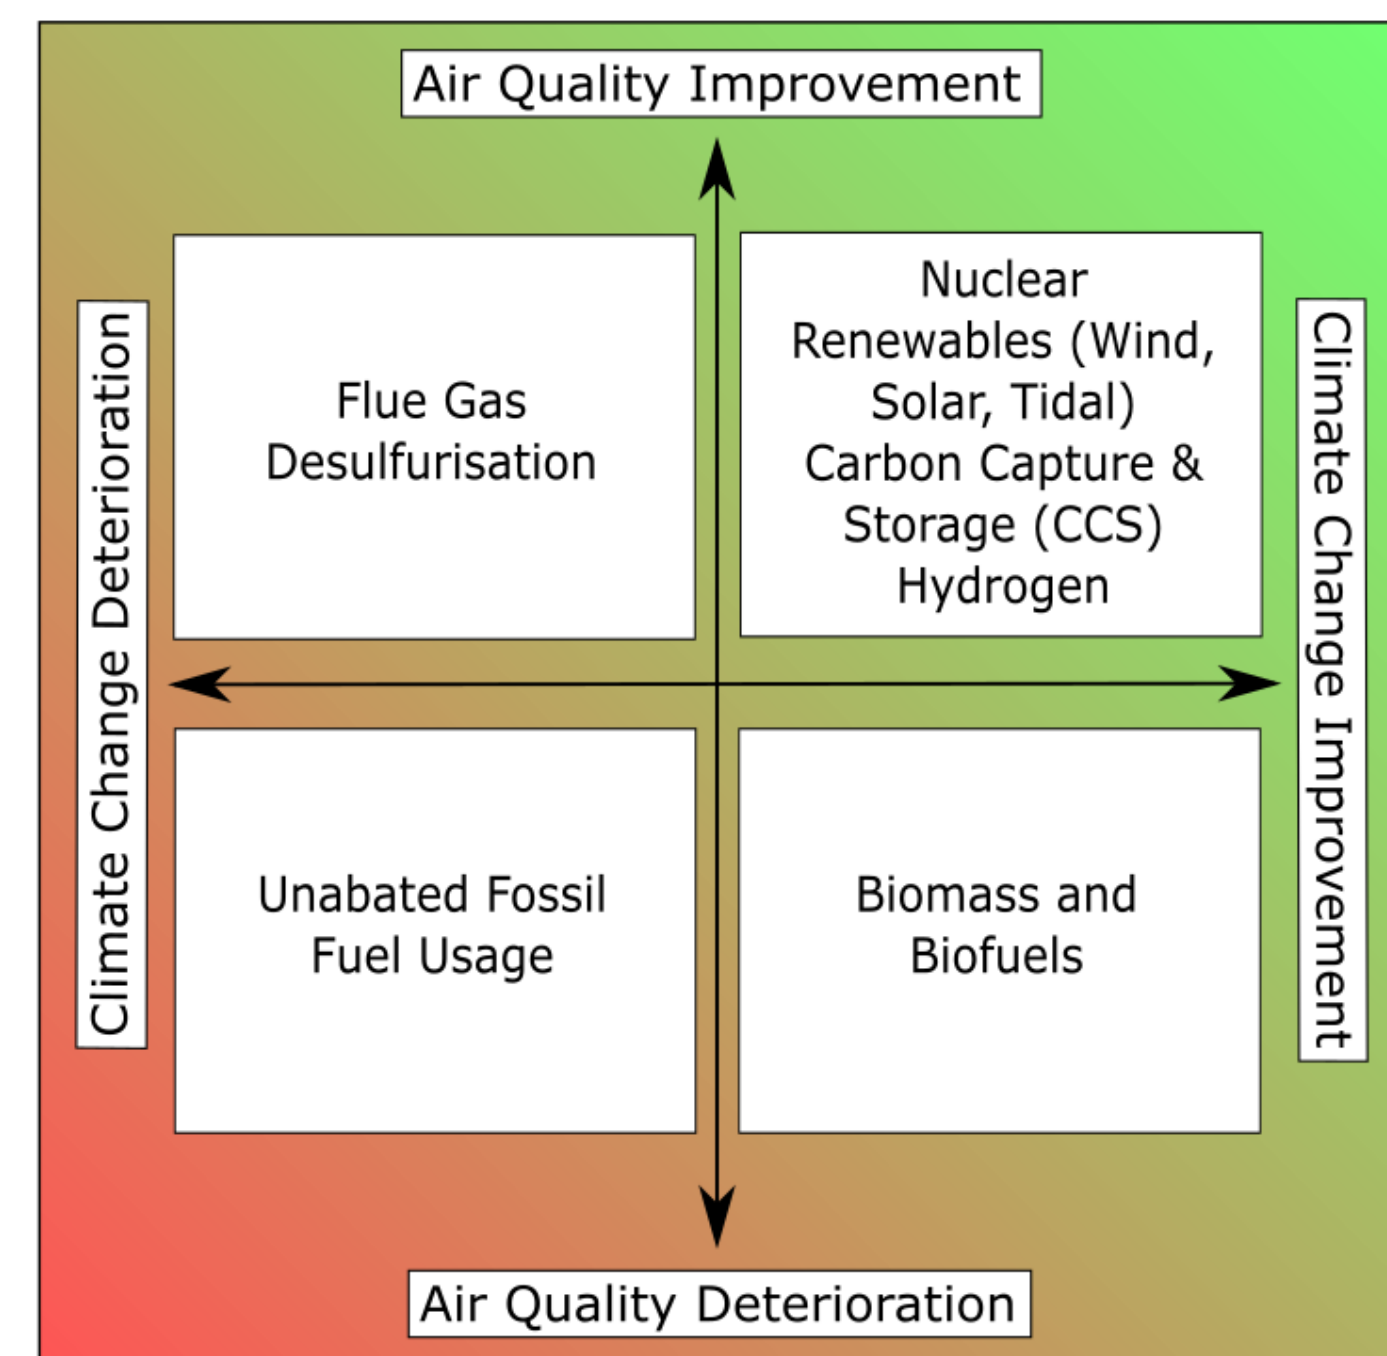 Air Quality Improvement
Climate Change Deterioration
Flue Gas
Desulfurisation
Nuclear
Renewables (Wind,
Solar, Tidal)
Carbon Capture &
Storage (CCS)
Hydrogen
Climate Change Improvement
Unabated Fossil
Fuel Usage
Biomass and
Biofuels
Air Quality Deterioration